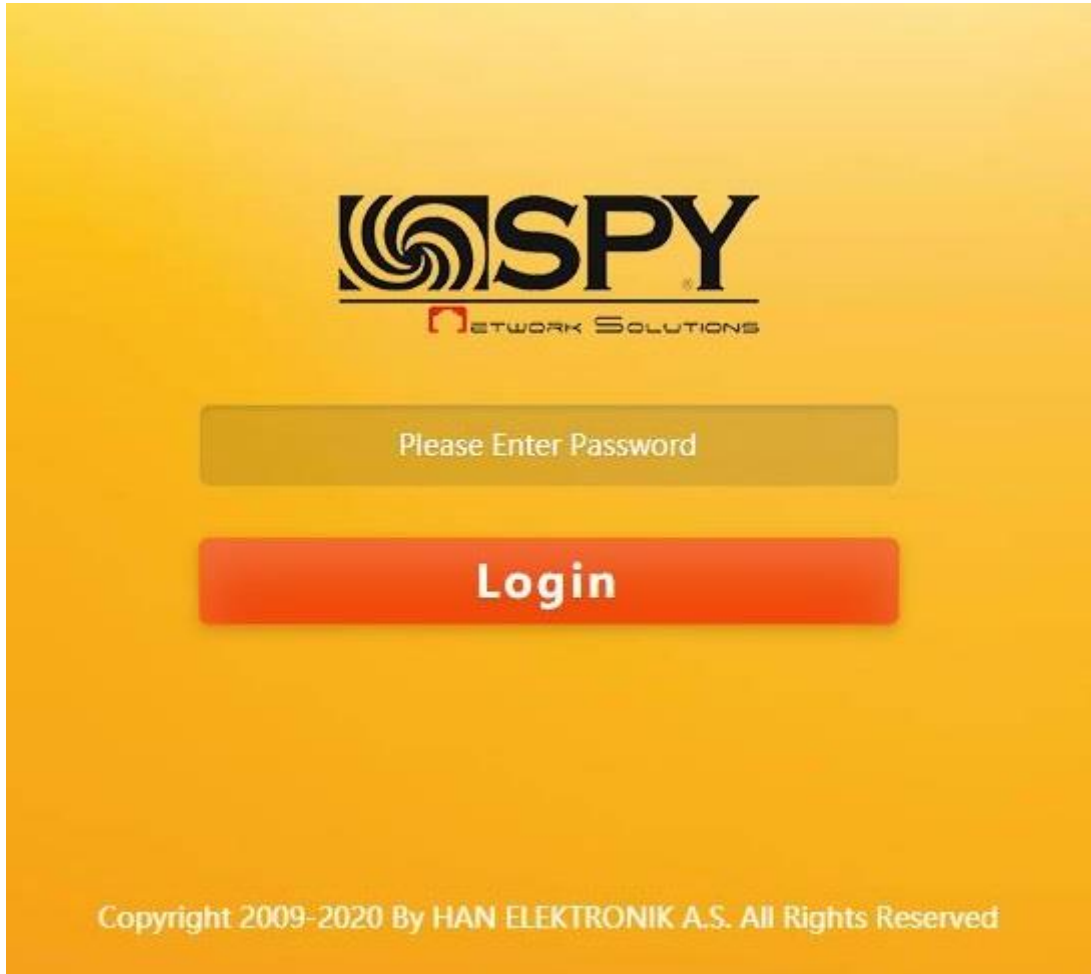 SPY®
Network Solutions
Please Enter Password
Login
Copyright 2009-2020 By HAN ELEKTRONIK A.S. All Rights Reserved